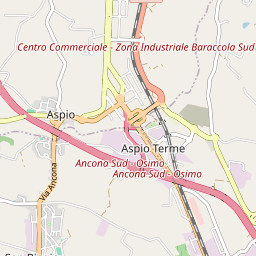 Centro Commerciale - Zona Industriale Baraccola Sud
Aspio
Aspio Terme
Ancona Sud - Osimo
Ancona Sud - Osimo
Via Ancona